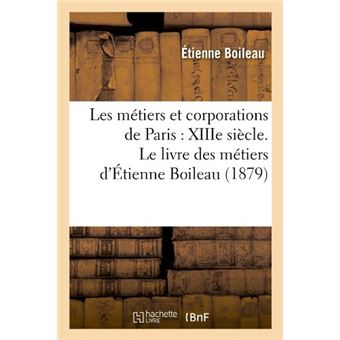 Étienne Boileau
Les métiers et corporations
de Paris : XIIIe siècle.
Le livre des métiers
d'Étienne Boileau (1879)
hachette
LIVRE
{BnF